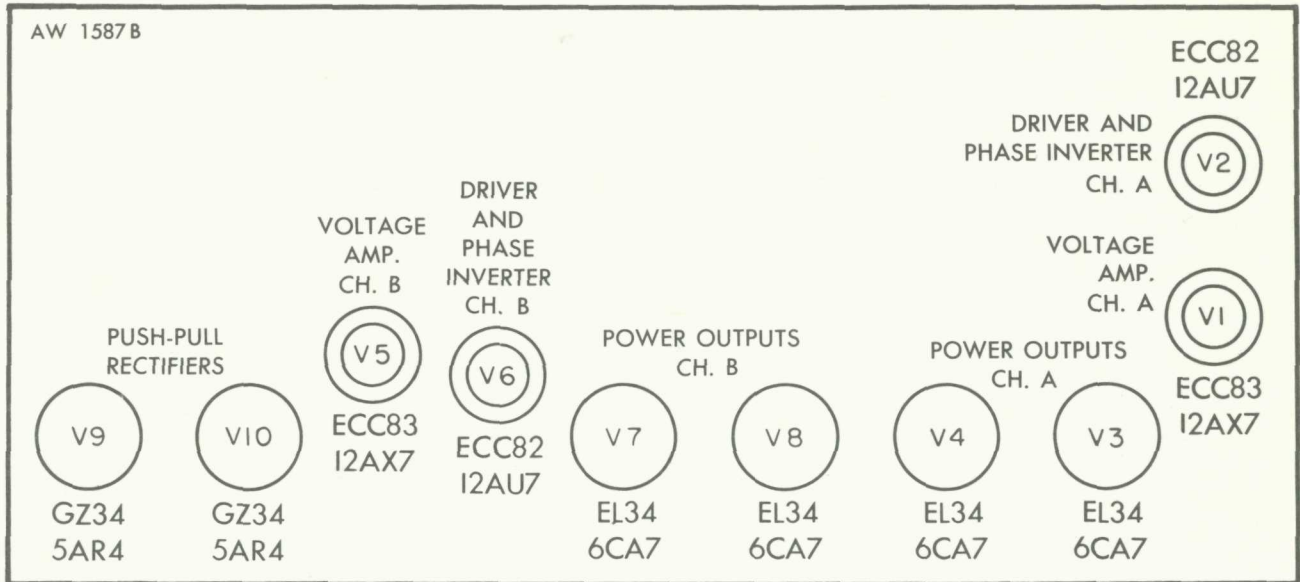 AW 1587B
ECC82
12AU7
DRIVER AND
PHASE INVERTER
CH. A
V2
VOLTAGE
AMP.
CH. A
V1
ECC83
12AX7
PUSH-PULL
RECTIFIERS
V9
GZ34
5AR4
V10
GZ34
5AR4
VOLTAGE
AMP.
CH. B
V5
ECC83
12AX7
DRIVER
AND
PHASE
INVERTER
CH. B
V6
ECC82
12AU7
POWER OUTPUTS
CH. B
V7
EL34
6CA7
V8
EL34
6CA7
POWER OUTPUTS
CH. A
V4
EL34
6CA7
V3
EL34
6CA7